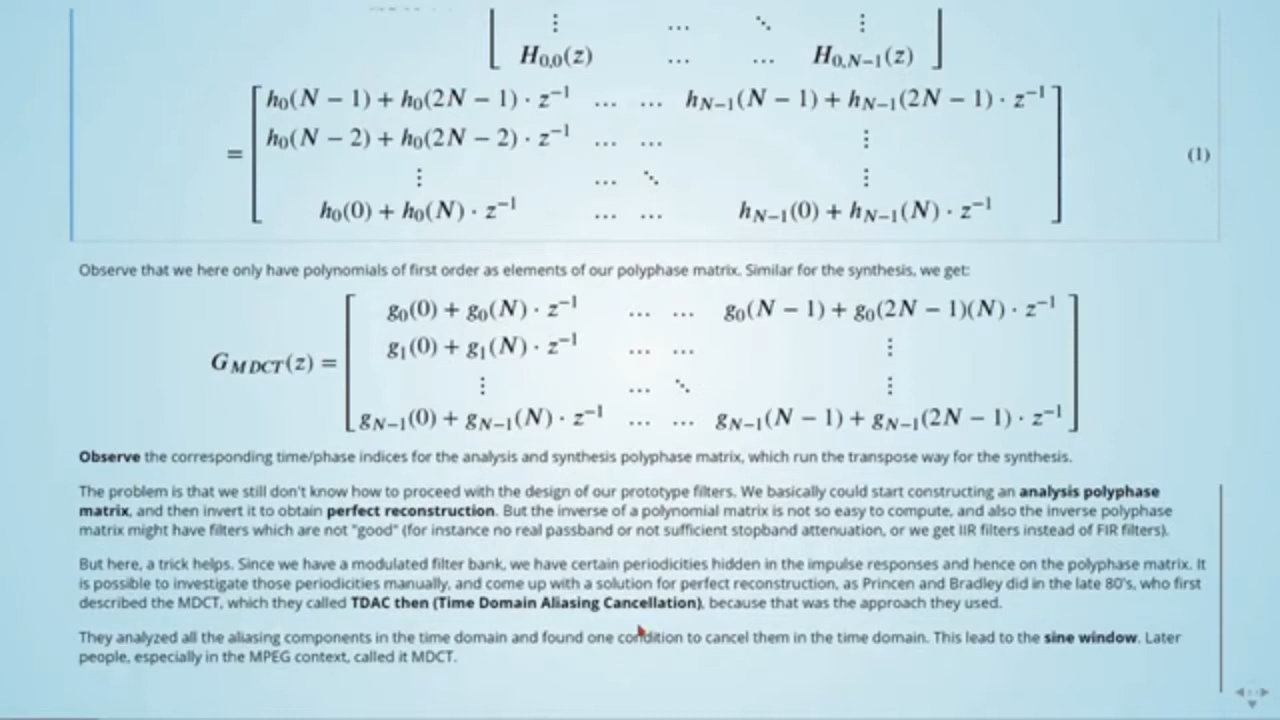 ⋮ ... ⋱ ⋮
H₀,₀(z) ... ... H₀,N−1(z)
h₀(N − 1) + h₀(2N − 1) · z⁻¹ ... ... hN−1(N − 1) + hN−1(2N − 1) · z⁻¹
h₀(N − 2) + h₀(2N − 2) · z⁻¹ ... ... ⋮
= (1)
⋮ ... ⋱ ⋮
h₀(0) + h₀(N) · z⁻¹ ... ... hN−1(0) + hN−1(N) · z⁻¹
Observe that we here only have polynomials of first order as elements of our polyphase matrix. Similar for the synthesis, we get:
g₀(0) + g₀(N) · z⁻¹ ... ... g₀(N − 1) + g₀(2N − 1)(N) · z⁻¹
g₁(0) + g₁(N) · z⁻¹ ... ... ⋮
GMDCT(z) =
⋮ ... ⋱ ⋮
gN−1(0) + gN−1(N) · z⁻¹ ... ... gN−1(N − 1) + gN−1(2N − 1) · z⁻¹
Observe the corresponding time/phase indices for the analysis and synthesis polyphase matrix, which run the transpose way for the synthesis.
The problem is that we still don't know how to proceed with the design of our prototype filters. We basically could start constructing an analysis polyphase
matrix, and then invert it to obtain perfect reconstruction. But the inverse of a polynomial matrix is not so easy to compute, and also the inverse polyphase
matrix might have filters which are not "good" (for instance no real passband or not sufficient stopband attenuation, or we get IIR filters instead of FIR filters).
But here, a trick helps. Since we have a modulated filter bank, we have certain periodicities hidden in the impulse responses and hence on the polyphase matrix. It
is possible to investigate those periodicities manually, and come up with a solution for perfect reconstruction, as Princen and Bradley did in the late 80's, who first
described the MDCT, which they called TDAC then (Time Domain Aliasing Cancellation), because that was the approach they used.
They analyzed all the aliasing components in the time domain and found one condition to cancel them in the time domain. This lead to the sine window. Later
people, especially in the MPEG context, called it MDCT.